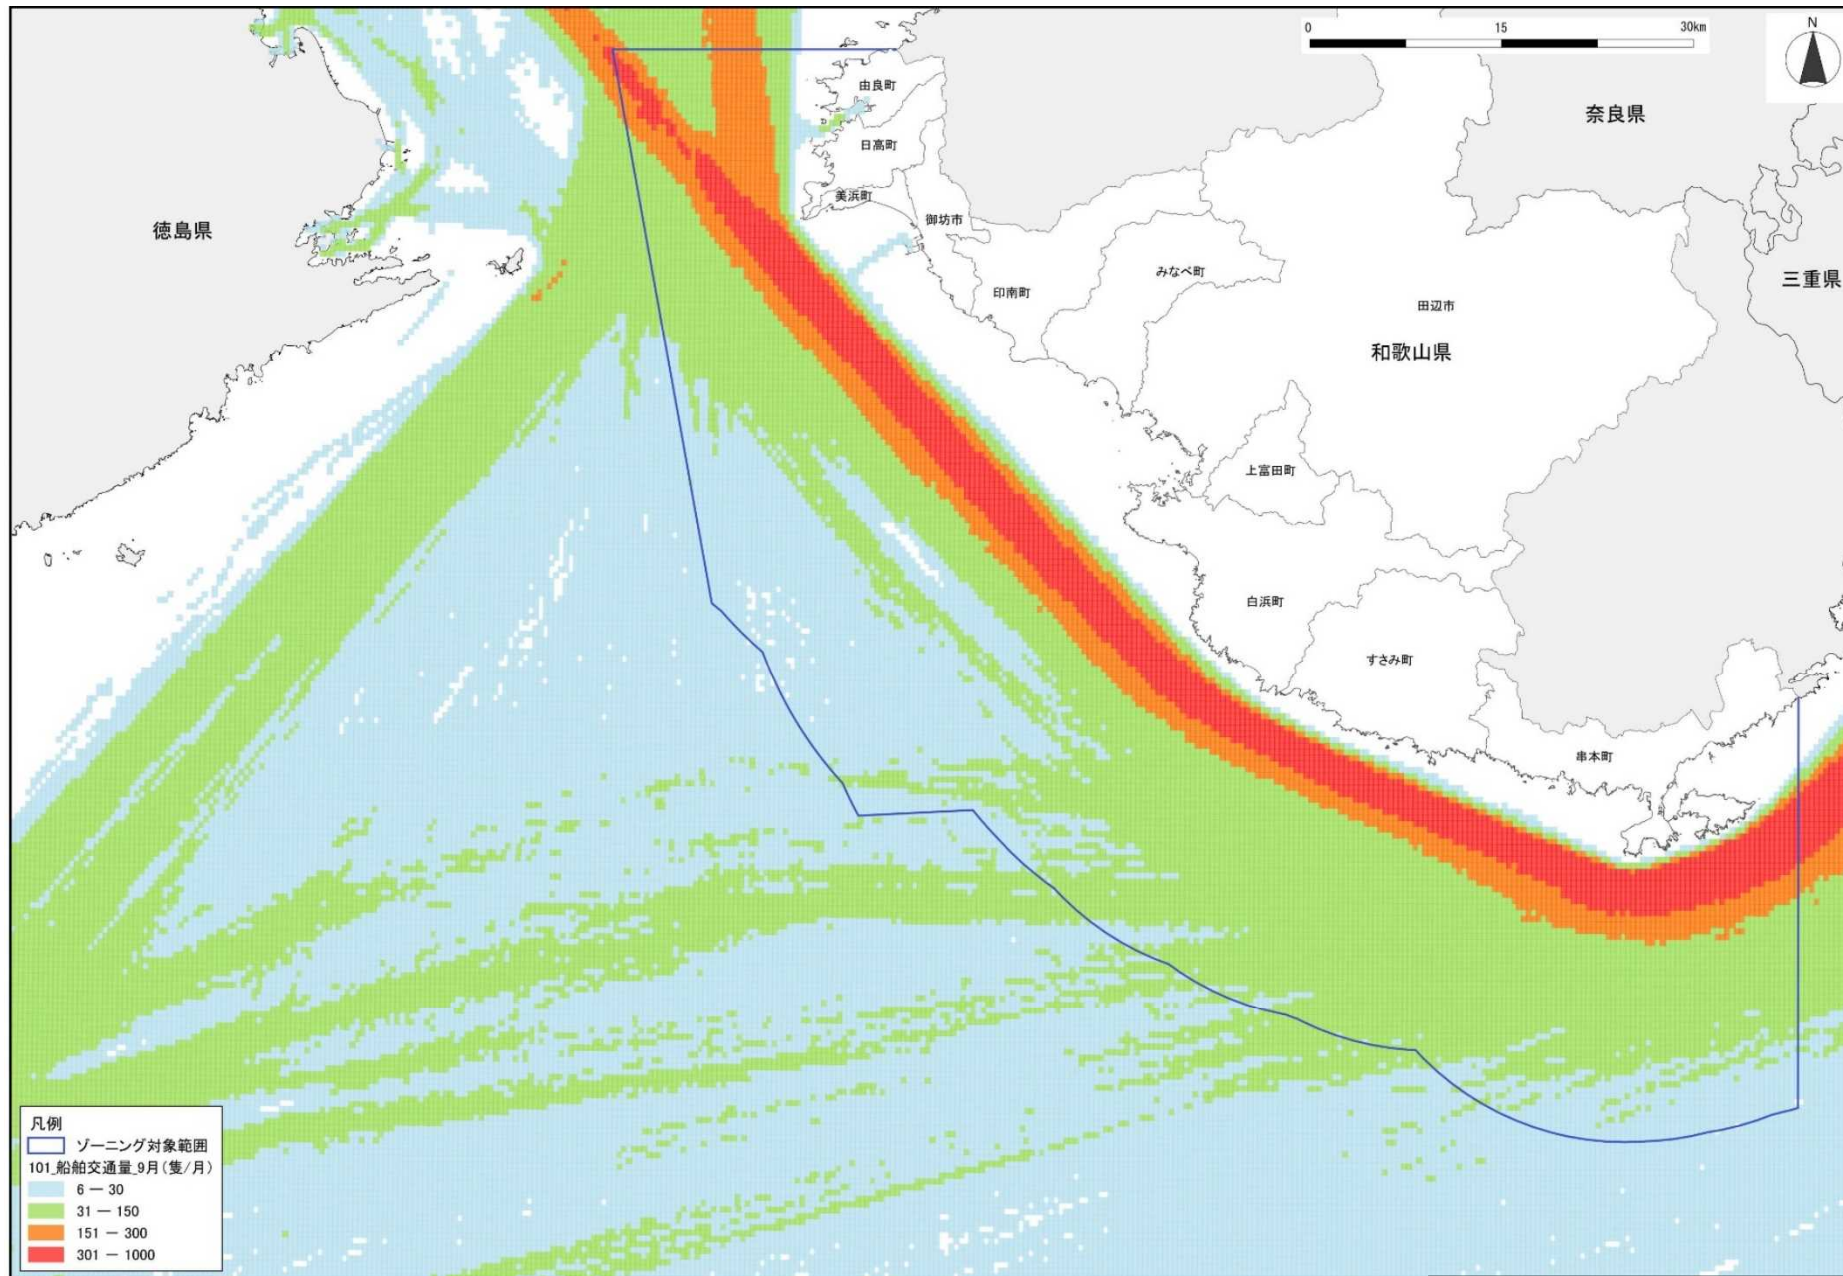 0 15 30km
N
奈良県
由良町
日高町
美浜町
御坊市
徳島県
みなべ町
三重県
印南町
田辺市
和歌山県
上富田町
白浜町
すさみ町
串本町
凡例
ゾーニング対象範囲
101_船舶交通量_9月(隻/月)
6 － 30
31 － 150
151 － 300
301 － 1000